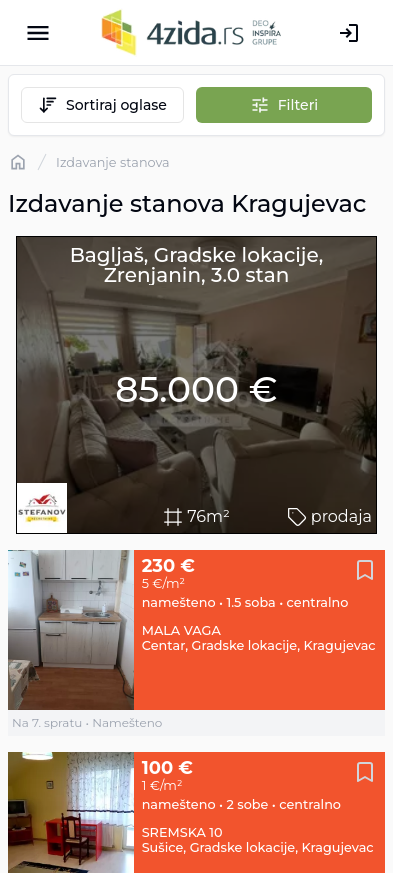 4zida.rs
DEO
INSPIRA
GRUPE
Sortiraj oglase
Filteri
/ Izdavanje stanova
Izdavanje stanova Kragujevac
Bagljaš, Gradske lokacije,
Zrenjanin, 3.0 stan
85.000 €
STEFANOV
76m²
prodaja
230 €
5 €/m²
namešteno • 1.5 soba • centralno
MALA VAGA
Centar, Gradske lokacije, Kragujevac
Na 7. spratu • Namešteno
100 €
1 €/m²
namešteno • 2 sobe • centralno
SREMSKA 10
Sušice, Gradske lokacije, Kragujevac